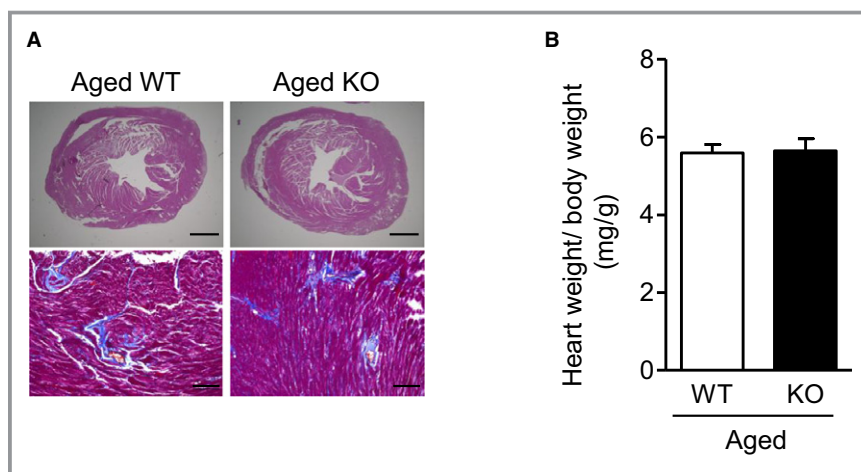 A
Aged WT
Aged KO
B
Heart weight/ body weight
(mg/g)
8
6
4
2
0
WT
KO
Aged